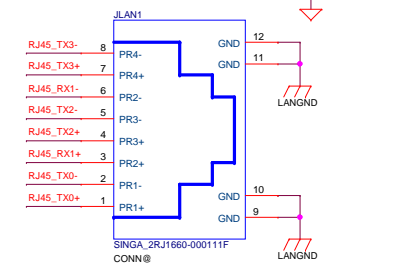 JLAN1
RJ45_TX3- 8 PR4- GND 12
RJ45_TX3+ 7 PR4+ GND 11
RJ45_RX1- 6 PR2-
LANGND
RJ45_TX2- 5 PR3-
RJ45_TX2+ 4 PR3+
RJ45_RX1+ 3 PR2+
RJ45_TX0- 2 PR1- GND 10
RJ45_TX0+ 1 PR1+ GND 9
SINGA_2RJ1660-000111F
LANGND
CONN@